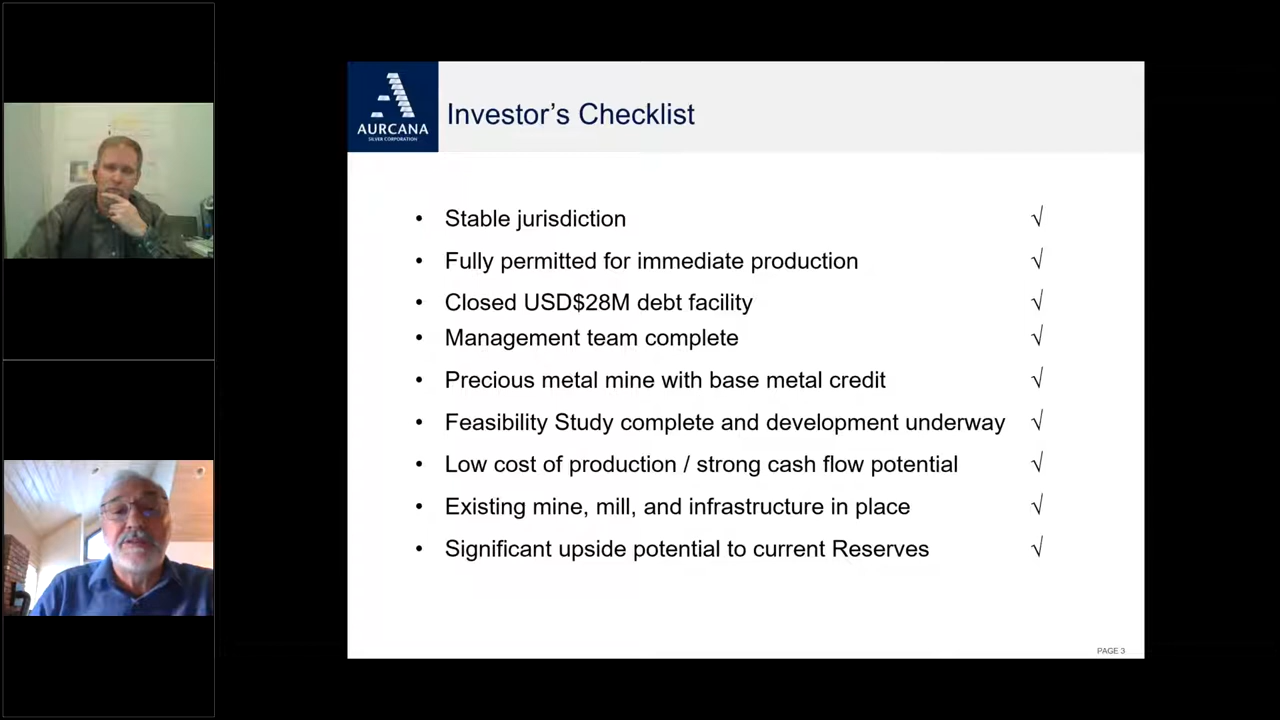 AURCANA
SILVER CORPORATION
Investor's Checklist
• Stable jurisdiction √
• Fully permitted for immediate production √
• Closed USD$28M debt facility √
• Management team complete √
• Precious metal mine with base metal credit √
• Feasibility Study complete and development underway √
• Low cost of production / strong cash flow potential √
• Existing mine, mill, and infrastructure in place √
• Significant upside potential to current Reserves √
PAGE 3